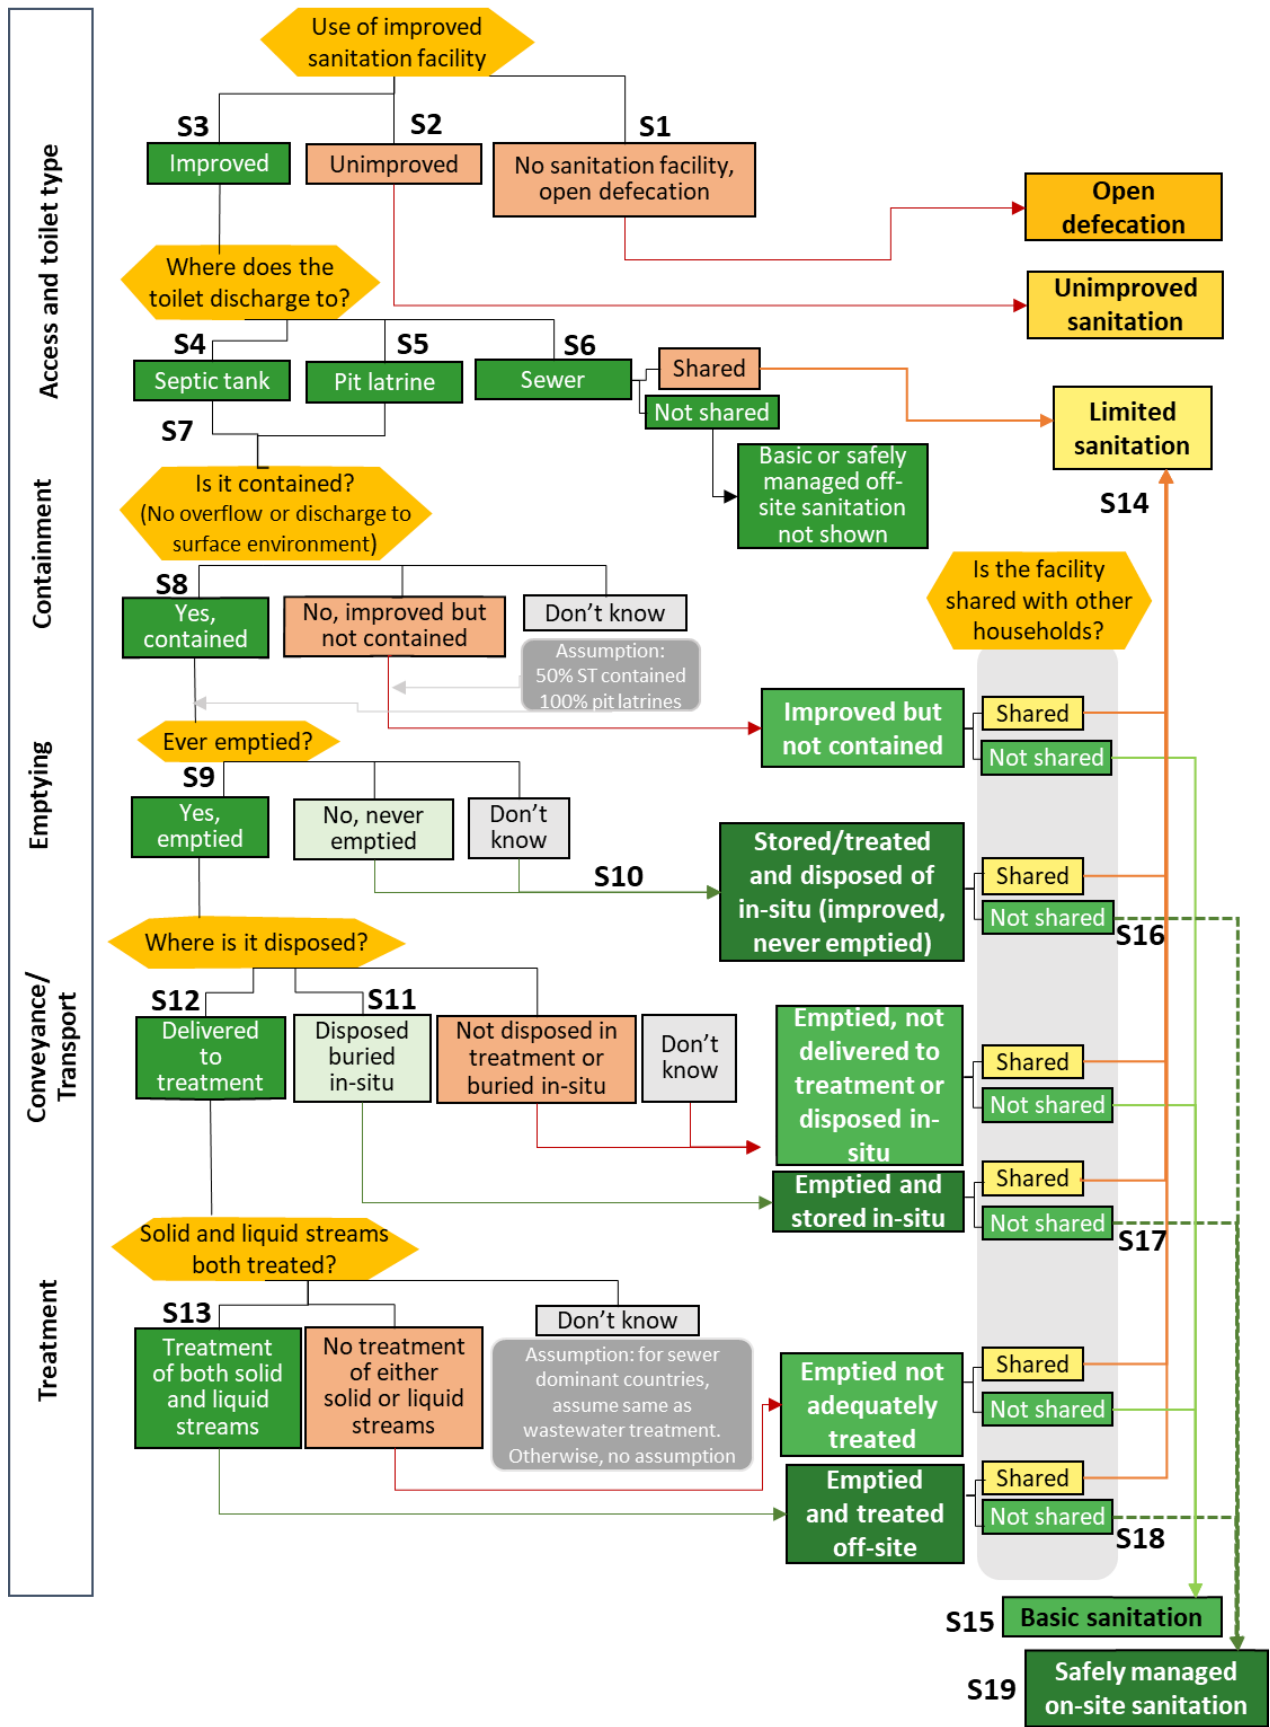 Use of improved
sanitation facility
S3
S2
S1
Improved
Unimproved
No sanitation facility,
open defecation
Open
defecation
Access and toilet type
Where does the
toilet discharge to?
Unimproved
sanitation
S4
S5
S6
Septic tank
Pit latrine
Sewer
Shared
Not shared
Limited
sanitation
S7
Basic or safely
managed off-
site sanitation
not shown
S14
Is it contained?
(No overflow or discharge to
surface environment)
Containment
S8
Yes,
contained
No, improved but
not contained
Don't know
Assumption:
50% ST contained
100% pit latrines
Is the facility
shared with other
households?
Improved but
not contained
Shared
Not shared
Ever emptied?
Emptying
S9
Yes,
emptied
No, never
emptied
Don't
know
S10
Stored/treated
and disposed of
in-situ (improved,
never emptied)
Shared
Not shared
S16
Where is it disposed?
Conveyance/
Transport
S12
S11
Delivered
to
treatment
Disposed
buried
in-situ
Not disposed in
treatment or
buried in-situ
Don't
know
Emptied, not
delivered to
treatment or
disposed in-
situ
Shared
Not shared
Emptied and
stored in-situ
Shared
Not shared
S17
Solid and liquid streams
both treated?
Treatment
S13
Treatment
of both solid
and liquid
streams
No treatment
of either
solid or liquid
streams
Don't know
Assumption: for sewer
dominant countries,
assume same as
wastewater treatment.
Otherwise, no assumption
Emptied not
adequately
treated
Shared
Not shared
Emptied
and treated
off-site
Shared
Not shared
S18
S15
Basic sanitation
S19
Safely managed
on-site sanitation